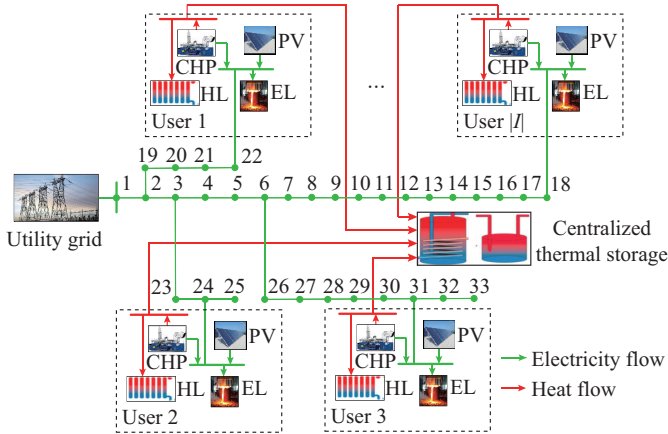 PV
CHP
HL
EL
User 1
...
PV
CHP
HL
EL
User |I|
19 20 21 22
1 2 3 4 5 6 7 8 9 10 11 12 13 14 15 16 17 18
Utility grid
Centralized
thermal storage
23 24 25 26 27 28 29 30 31 32 33
PV
CHP
HL
EL
User 2
PV
CHP
HL
EL
User 3
Electricity flow
Heat flow